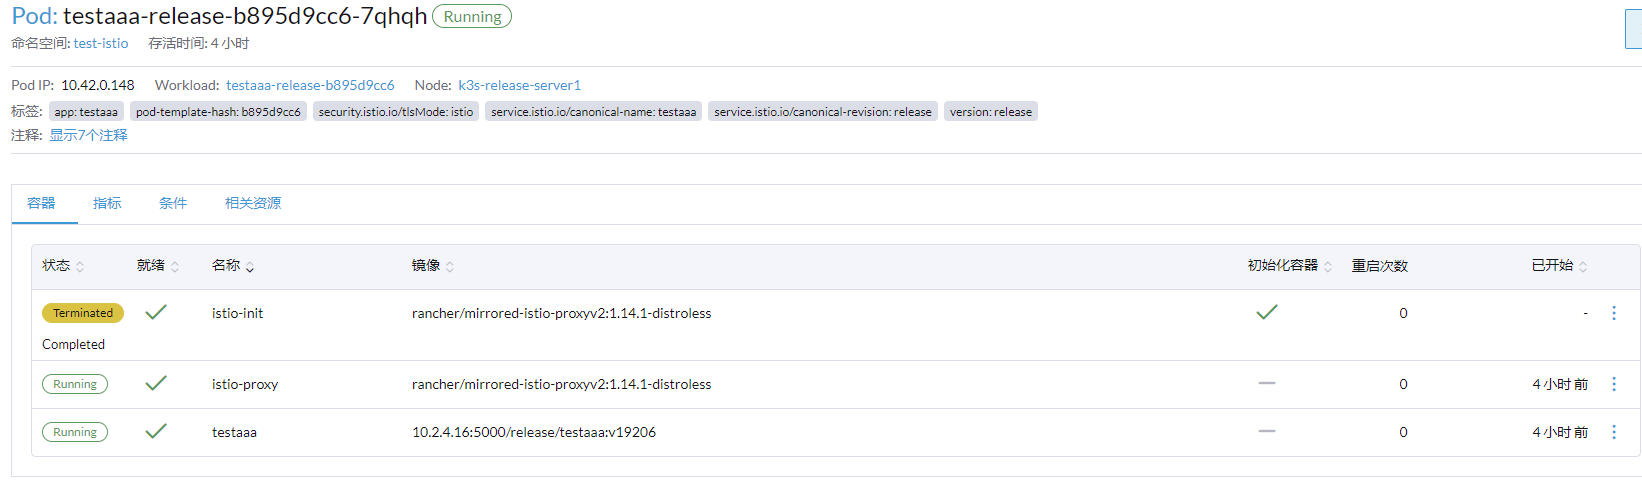 Pod: testaaa-release-b895d9cc6-7qhqh Running
命名空间: test-istio 存活时间: 4 小时
Pod IP: 10.42.0.148 Workload: testaaa-release-b895d9cc6 Node: k3s-release-server1
标签: app: testaaa pod-template-hash: b895d9cc6 security.istio.io/tlsMode: istio service.istio.io/canonical-name: testaaa service.istio.io/canonical-revision: release version: release
注释: 显示7个注释
容器 指标 条件 相关资源
状态 就绪 名称 镜像 初始化容器 重启次数 已开始
Terminated istio-init rancher/mirrored-istio-proxyv2:1.14.1-distroless 0 -
Completed
Running istio-proxy rancher/mirrored-istio-proxyv2:1.14.1-distroless 0 4 小时 前
Running testaaa 10.2.4.16:5000/release/testaaa:v19206 0 4 小时 前